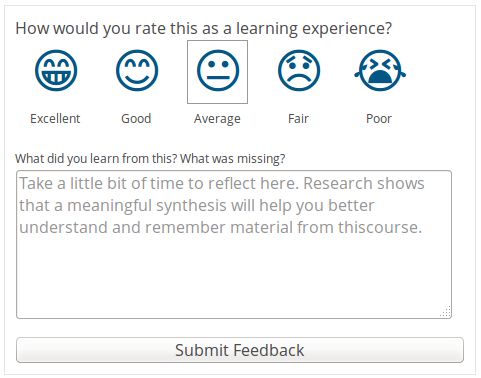 How would you rate this as a learning experience?
Excellent Good Average Fair Poor
What did you learn from this? What was missing?
Take a little bit of time to reflect here. Research shows
that a meaningful synthesis will help you better
understand and remember material from thiscourse.
Submit Feedback